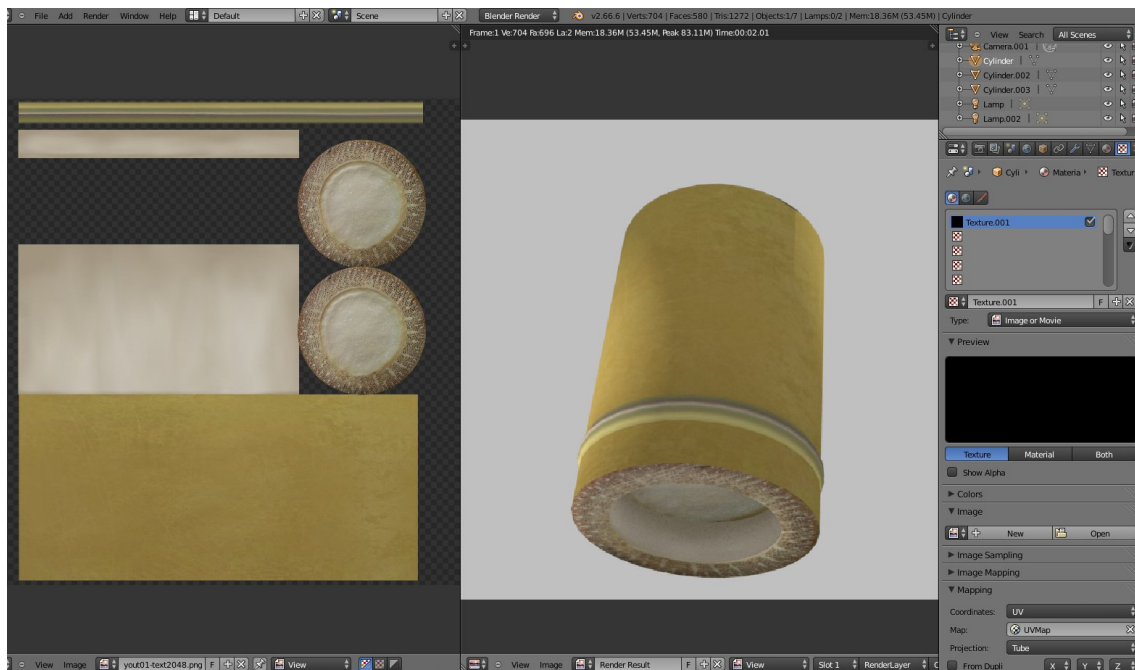 File Add Render Window Help Default Scene Blender Render v2.66.6 | Verts:704 | Faces:580 | Tris:1272 | Objects:1/7 | Lamps:0/2 | Mem:18.36M (53.45M) | Cylinder
Frame:1 Ve:704 Fa:696 La:2 Mem:18.36M (53.45M, Peak 83.11M) Time:00:02.01
View Search All Scenes
Camera.001
Cylinder
Cylinder.002
Cylinder.003
Lamp
Lamp.002
Cyli Materia Textur
Texture.001
Texture.001 F
Type: Image or Movie
Preview
Texture Material Both
Show Alpha
Colors
Image
New Open
Image Sampling
Image Mapping
Mapping
Coordinates: UV
Map: UVMap
Projection: Tube
From Dupli X Y Z
View Image yout01-text2048.png F View
View Image Render Result F View Slot 1 RenderLayer C